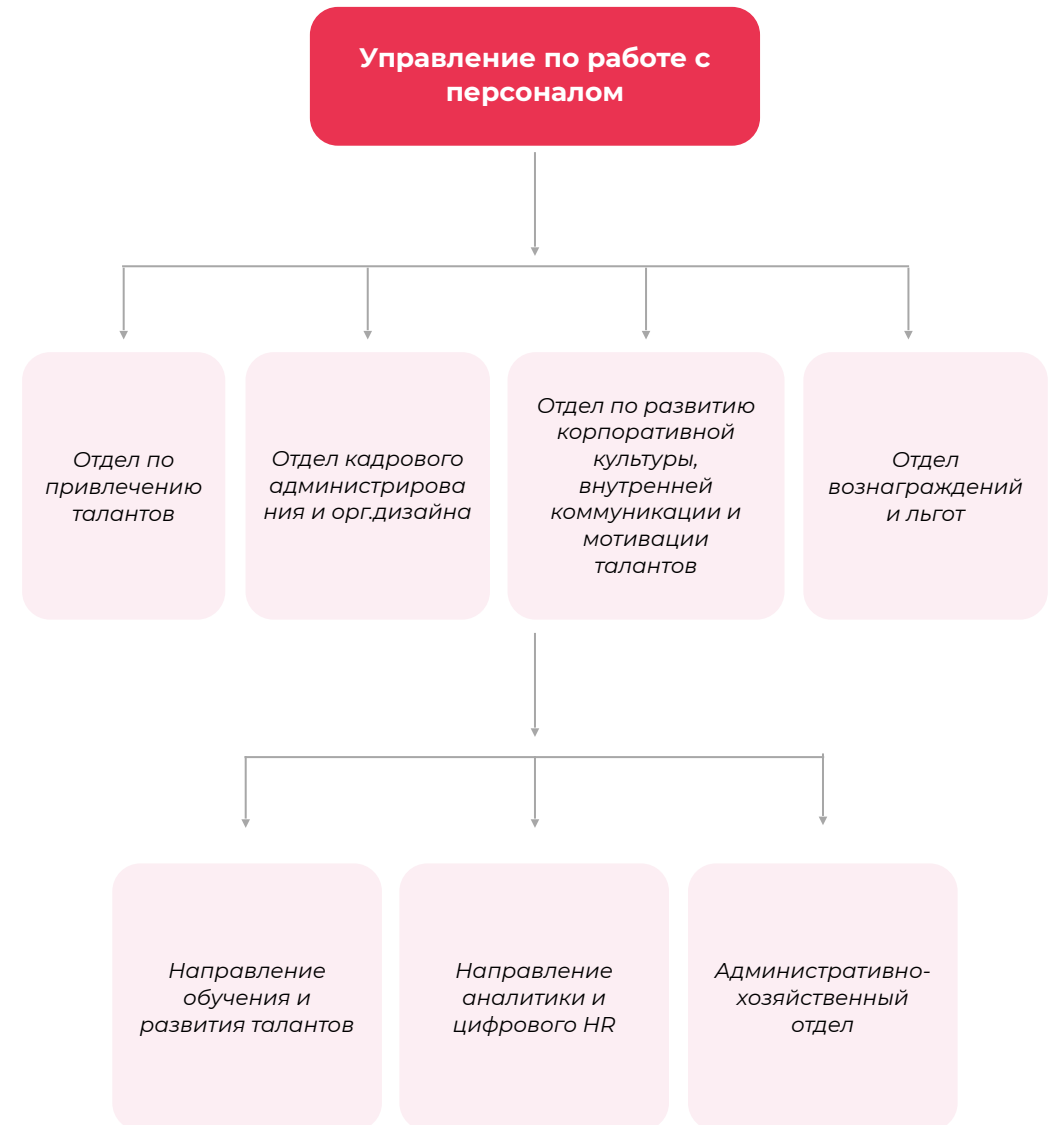 Управление по работе с
персоналом
Отдел по
привлечению
талантов
Отдел кадрового
администрирова
ния и орг.дизайна
Отдел по развитию
корпоративной
культуры,
внутренней
коммуникации и
мотивации
талантов
Отдел
вознаграждений
и льгот
Направление
обучения и
развития талантов
Направление
аналитики и
цифрового HR
Административно-
хозяйственный
отдел